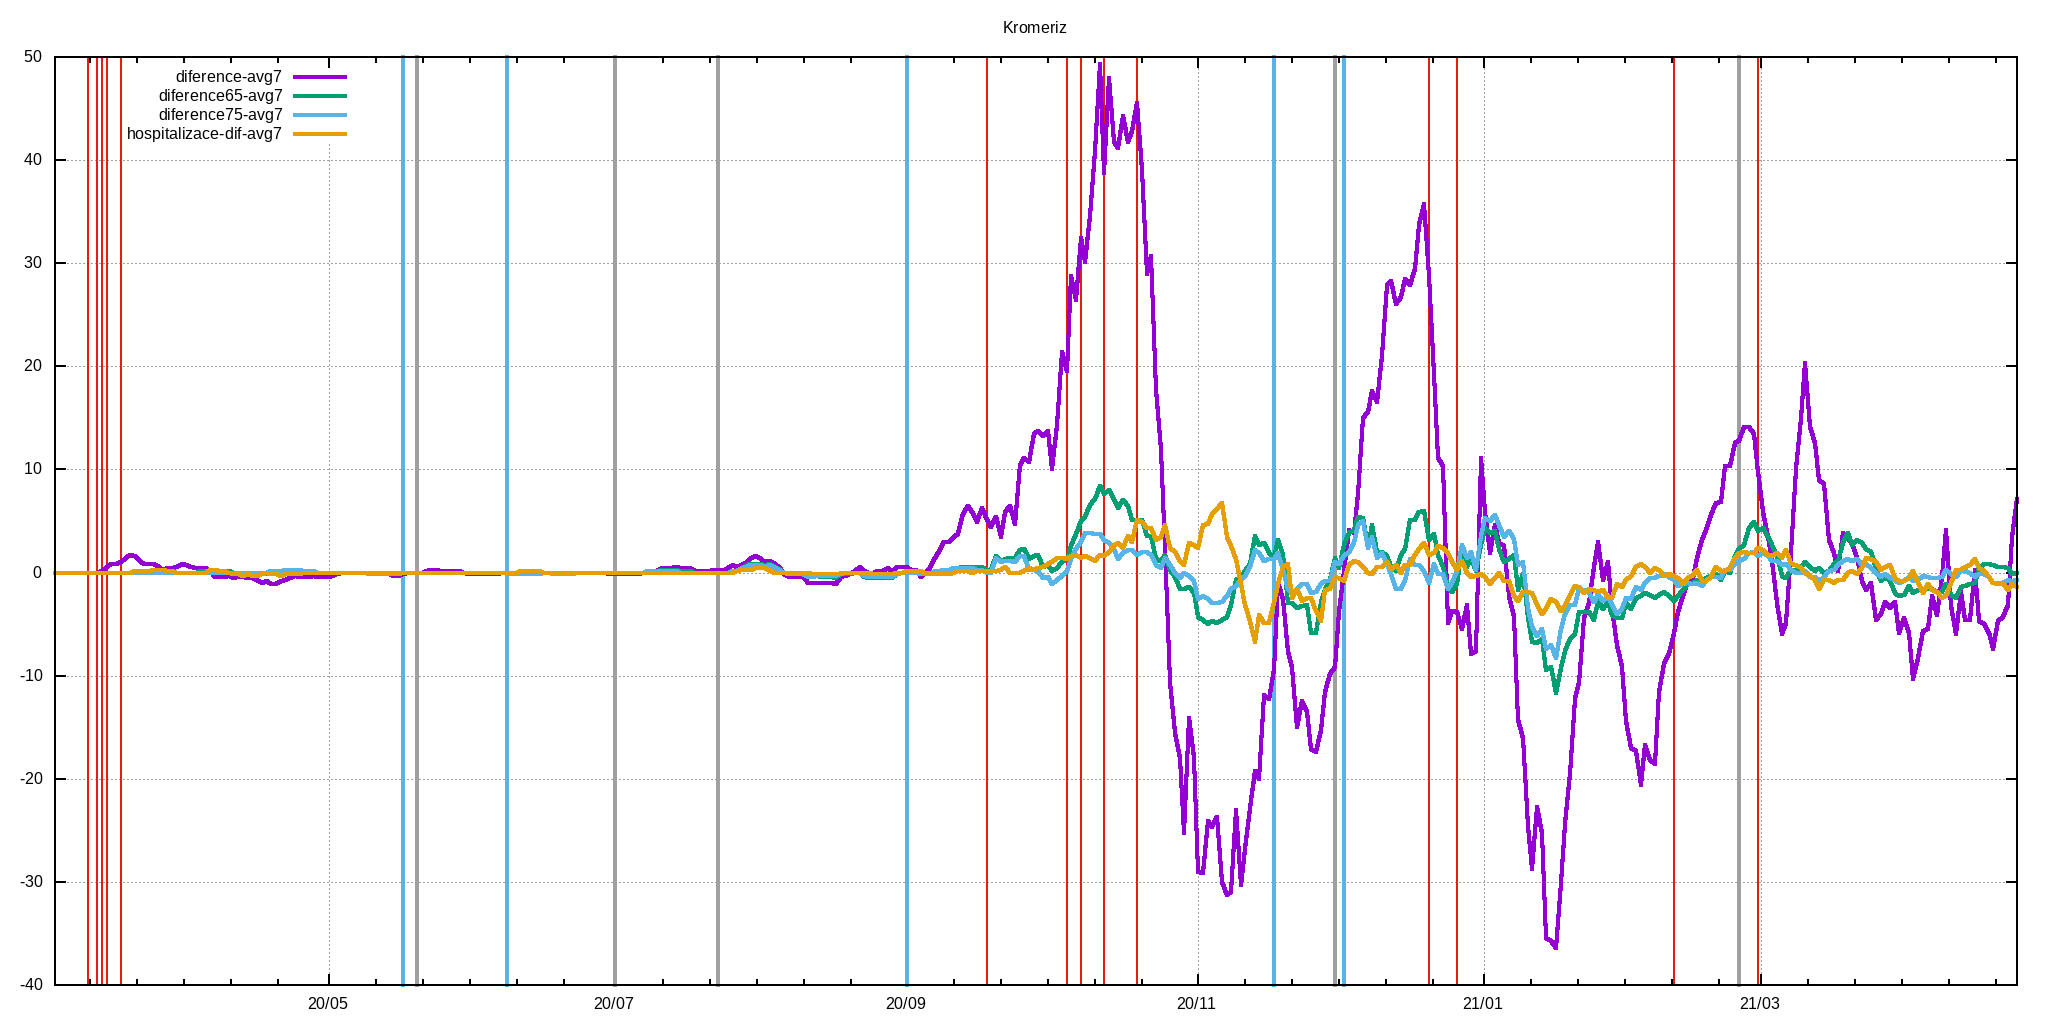 Kromeriz
50
diference-avg7
diference65-avg7
diference75-avg7
hospitalizace-dif-avg7
40
30
20
10
0
-10
-20
-30
-40
20/05 20/07 20/09 20/11 21/01 21/03